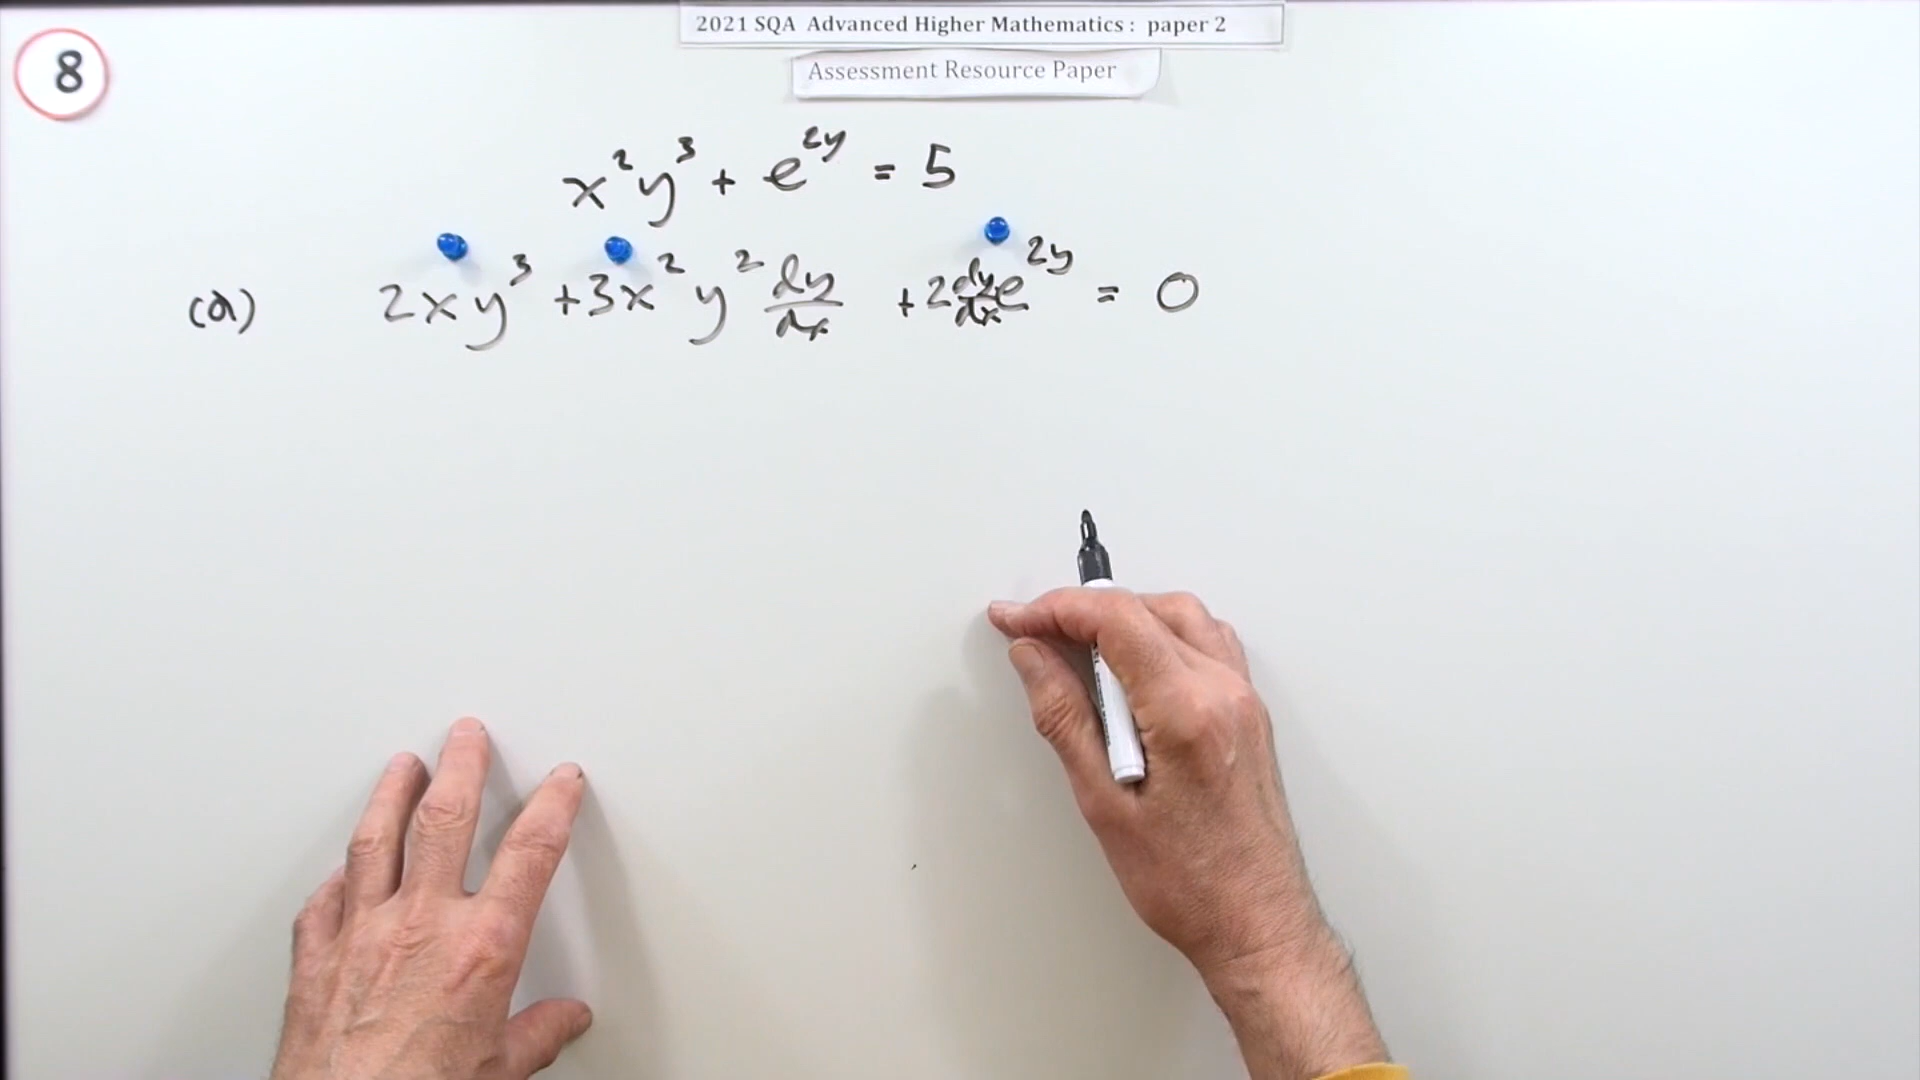 8
2021 SQA Advanced Higher Mathematics : paper 2
Assessment Resource Paper
x²y³ + e²ʸ = 5
(a) 2xy³ + 3x²y² dy/dx + 2 dy/dx e²ʸ = 0